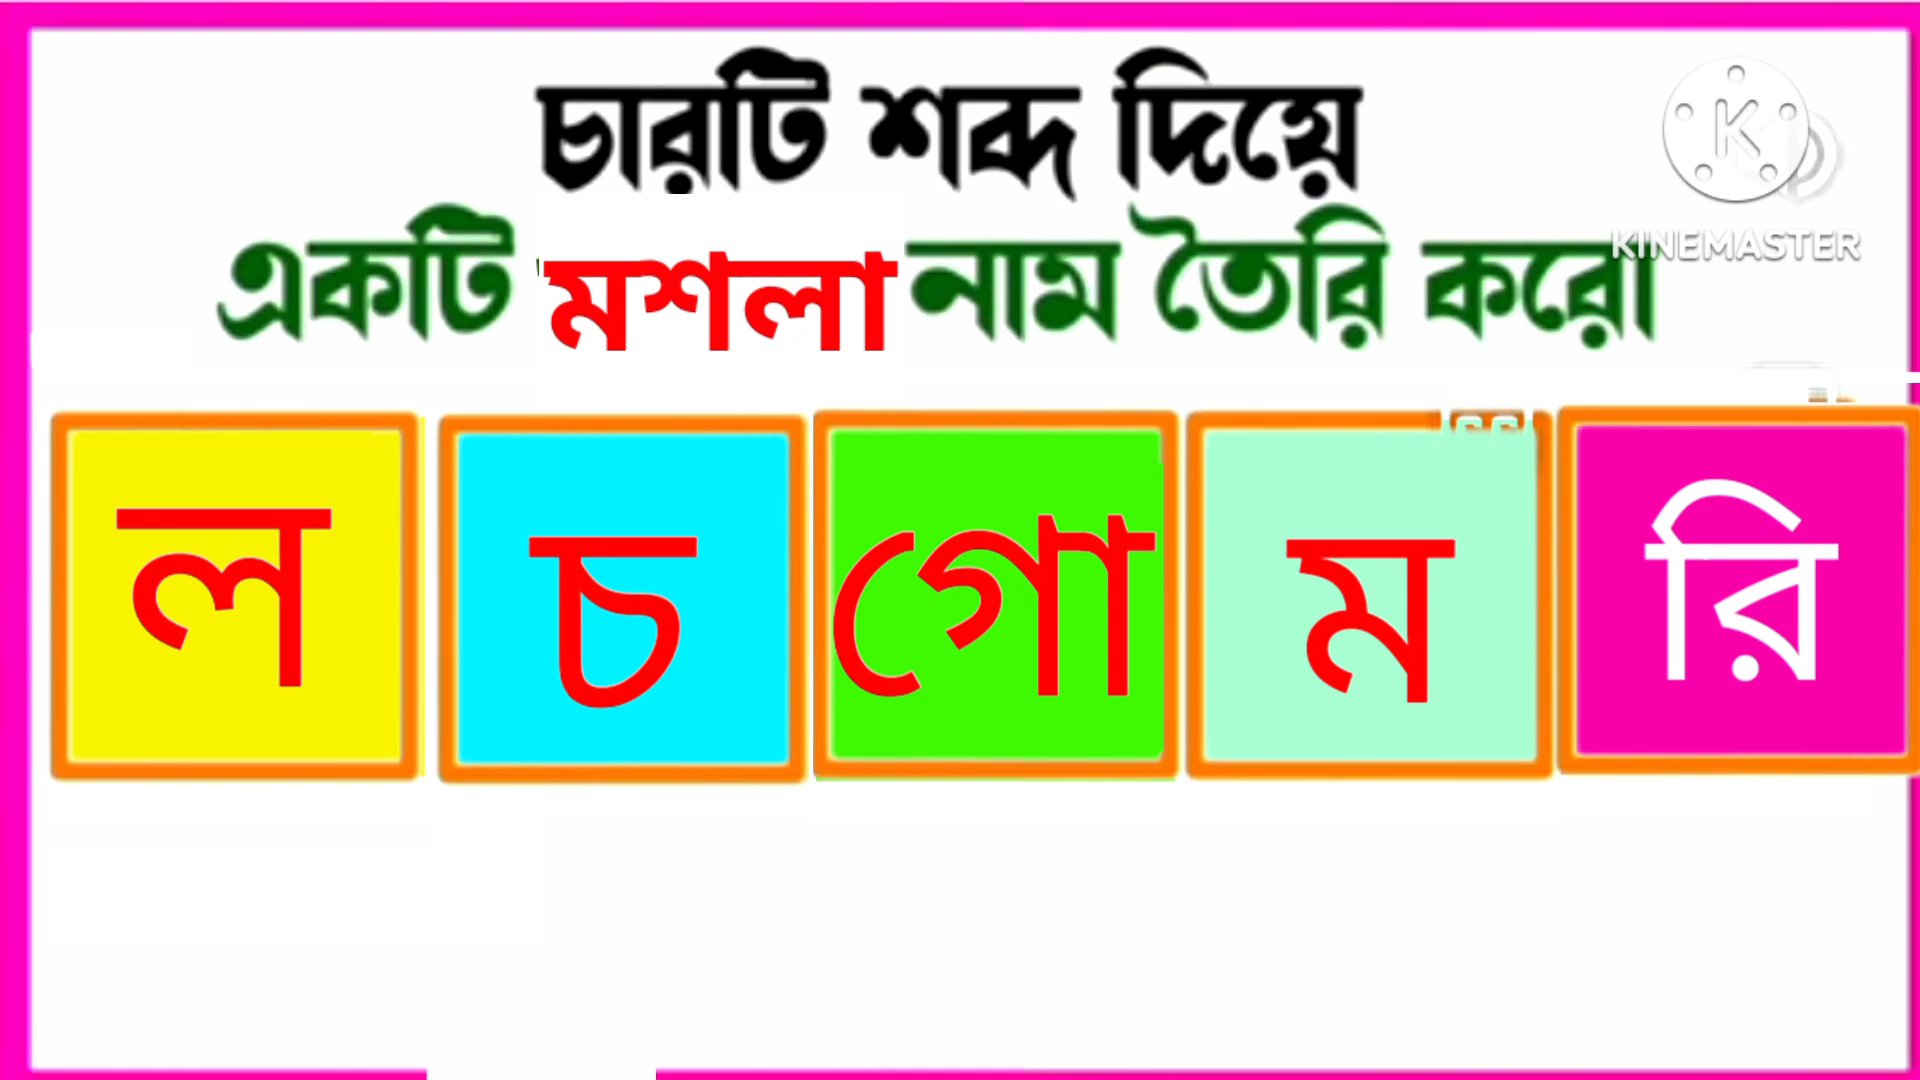 চারটি শব্দ দিয়ে
একটি মশলা নাম তৈরি করো
KINEMASTER
ল চ গো ম রি